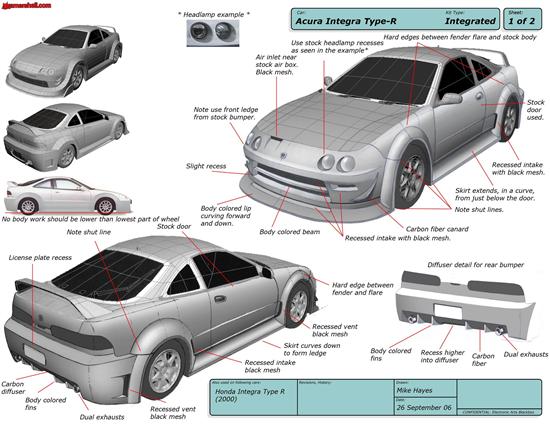 jjgamarshall.com
* Headlamp example *
Car:
Acura Integra Type-R
Kit Type:
Integrated
Sheet:
1 of 2
Hard edges between fender flare and stock body
Use stock headlamp recesses
as seen in the example*
Air inlet near
stock air box.
Black mesh.
Note use front ledge
from stock bumper.
Stock
door
used.
Slight recess
Recessed intake
with black mesh.
Skirt extends, in a curve,
from just below the door.
Body colored lip
curving forward
and down.
Note shut lines.
Carbon fiber canard
Body colored beam
Recessed intake with black mesh.
No body work should be lower than lowest part of wheel
Note shut line
Stock door
License plate recess
Diffuser detail for rear bumper
Hard edge between
fender and flare
Recessed vent
black mesh
Skirt curves down
to form ledge
Recessed intake
black mesh
Body colored
fins
Recess higher
into diffuser
Carbon
fiber
Dual exhausts
Carbon
diffuser
Body colored
fins
Dual exhausts
Recessed vent
black mesh
Also used on following cars:
Honda Integra Type R
(2000)
Revisions, History:
Drawn:
Mike Hayes
Date:
26 September 06
CONFIDENTIAL: Electronic Arts Blackbox